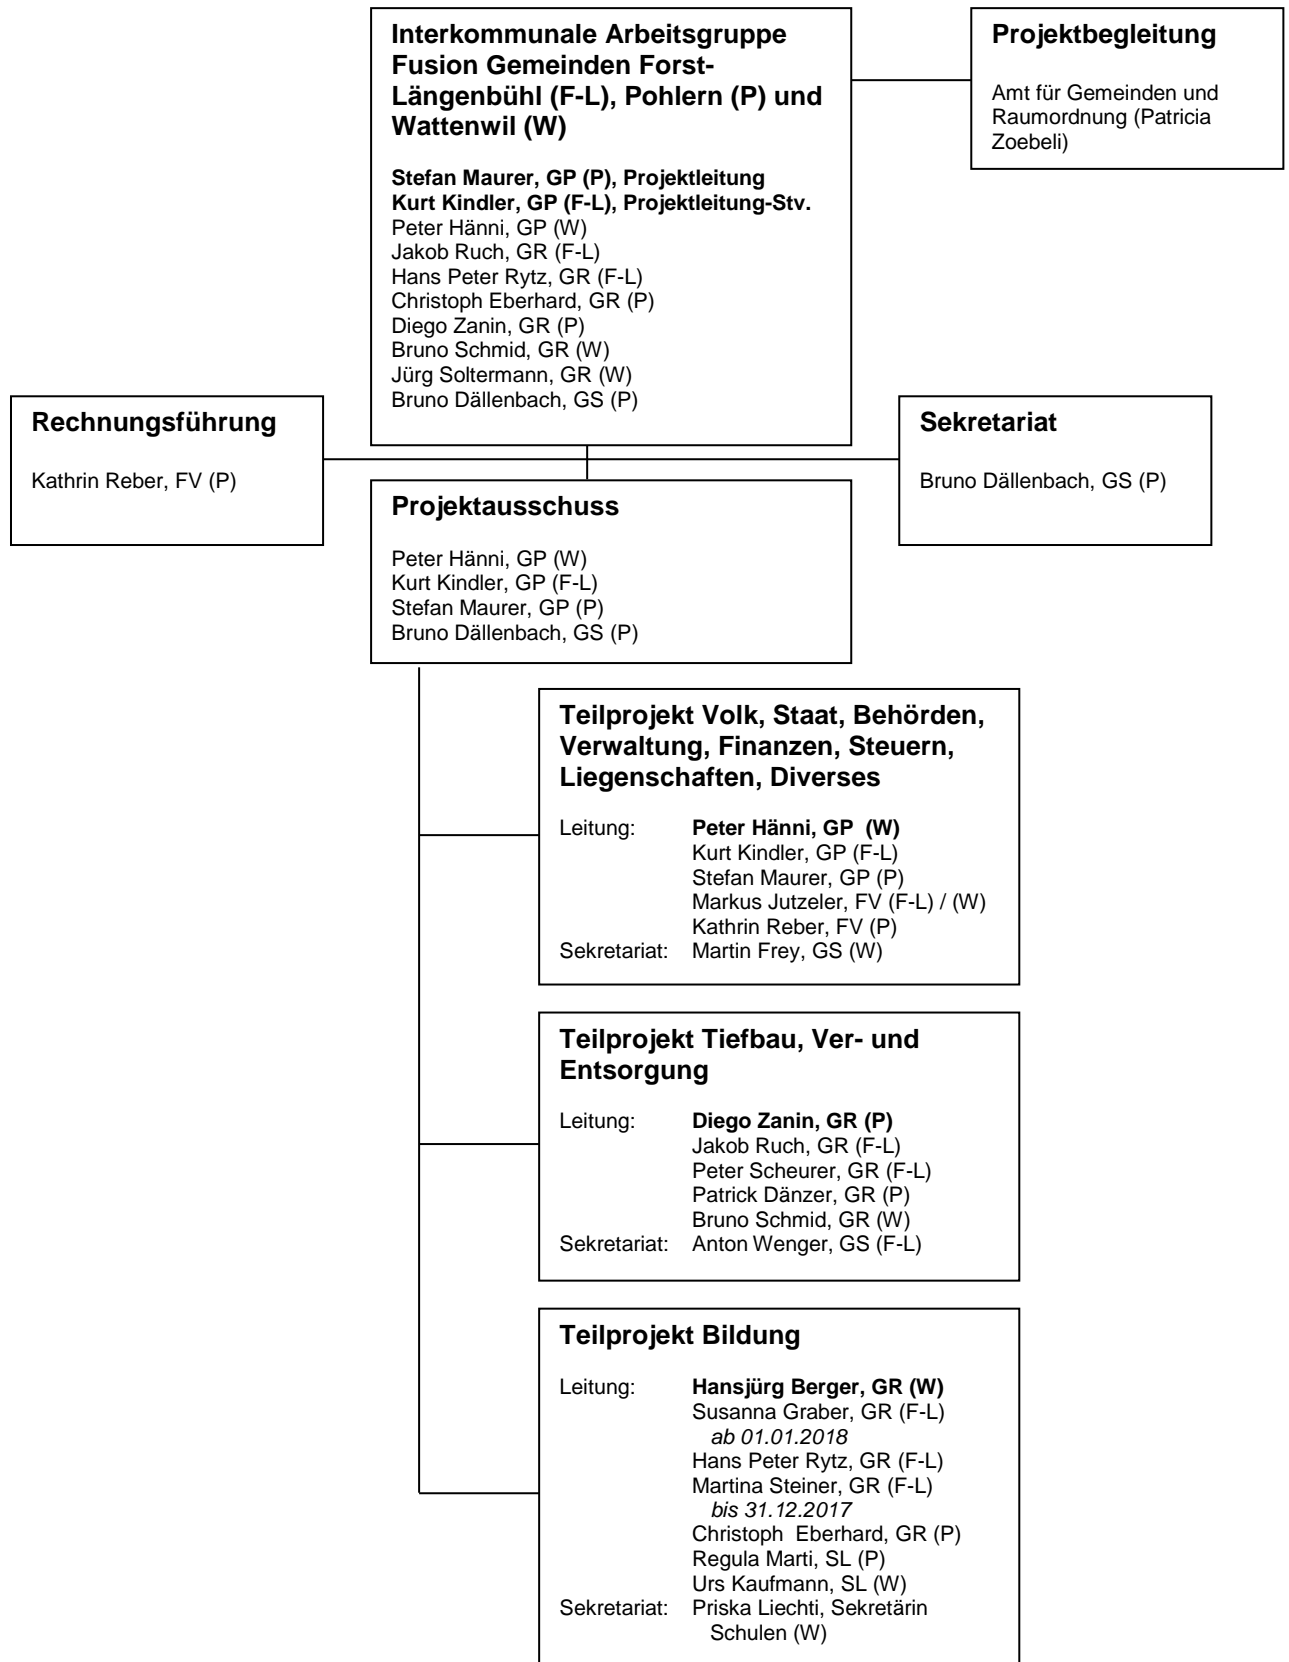 Interkommunale Arbeitsgruppe
Fusion Gemeinden Forst-
Längenbühl (F-L), Pohlern (P) und
Wattenwil (W)
Stefan Maurer, GP (P), Projektleitung
Kurt Kindler, GP (F-L), Projektleitung-Stv.
Peter Hänni, GP (W)
Jakob Ruch, GR (F-L)
Hans Peter Rytz, GR (F-L)
Christoph Eberhard, GR (P)
Diego Zanin, GR (P)
Bruno Schmid, GR (W)
Jürg Soltermann, GR (W)
Bruno Dällenbach, GS (P)
Projektbegleitung
Amt für Gemeinden und
Raumordnung (Patricia
Zoebeli)
Rechnungsführung
Kathrin Reber, FV (P)
Sekretariat
Bruno Dällenbach, GS (P)
Projektausschuss
Peter Hänni, GP (W)
Kurt Kindler, GP (F-L)
Stefan Maurer, GP (P)
Bruno Dällenbach, GS (P)
Teilprojekt Volk, Staat, Behörden,
Verwaltung, Finanzen, Steuern,
Liegenschaften, Diverses
Leitung: Peter Hänni, GP (W)
Kurt Kindler, GP (F-L)
Stefan Maurer, GP (P)
Markus Jutzeler, FV (F-L) / (W)
Kathrin Reber, FV (P)
Sekretariat: Martin Frey, GS (W)
Teilprojekt Tiefbau, Ver- und
Entsorgung
Leitung: Diego Zanin, GR (P)
Jakob Ruch, GR (F-L)
Peter Scheurer, GR (F-L)
Patrick Dänzer, GR (P)
Bruno Schmid, GR (W)
Sekretariat: Anton Wenger, GS (F-L)
Teilprojekt Bildung
Leitung: Hansjürg Berger, GR (W)
Susanna Graber, GR (F-L)
ab 01.01.2018
Hans Peter Rytz, GR (F-L)
Martina Steiner, GR (F-L)
bis 31.12.2017
Christoph Eberhard, GR (P)
Regula Marti, SL (P)
Urs Kaufmann, SL (W)
Sekretariat: Priska Liechti, Sekretärin
Schulen (W)